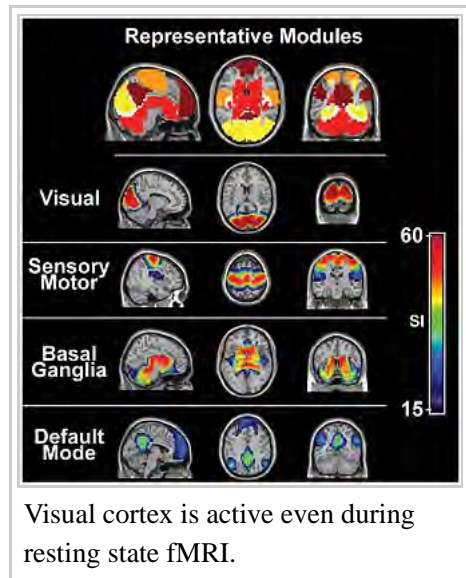 Representative Modules
Visual
Sensory
Motor
Basal
Ganglia
Default
Mode
60
SI
15
Visual cortex is active even during
resting state fMRI.